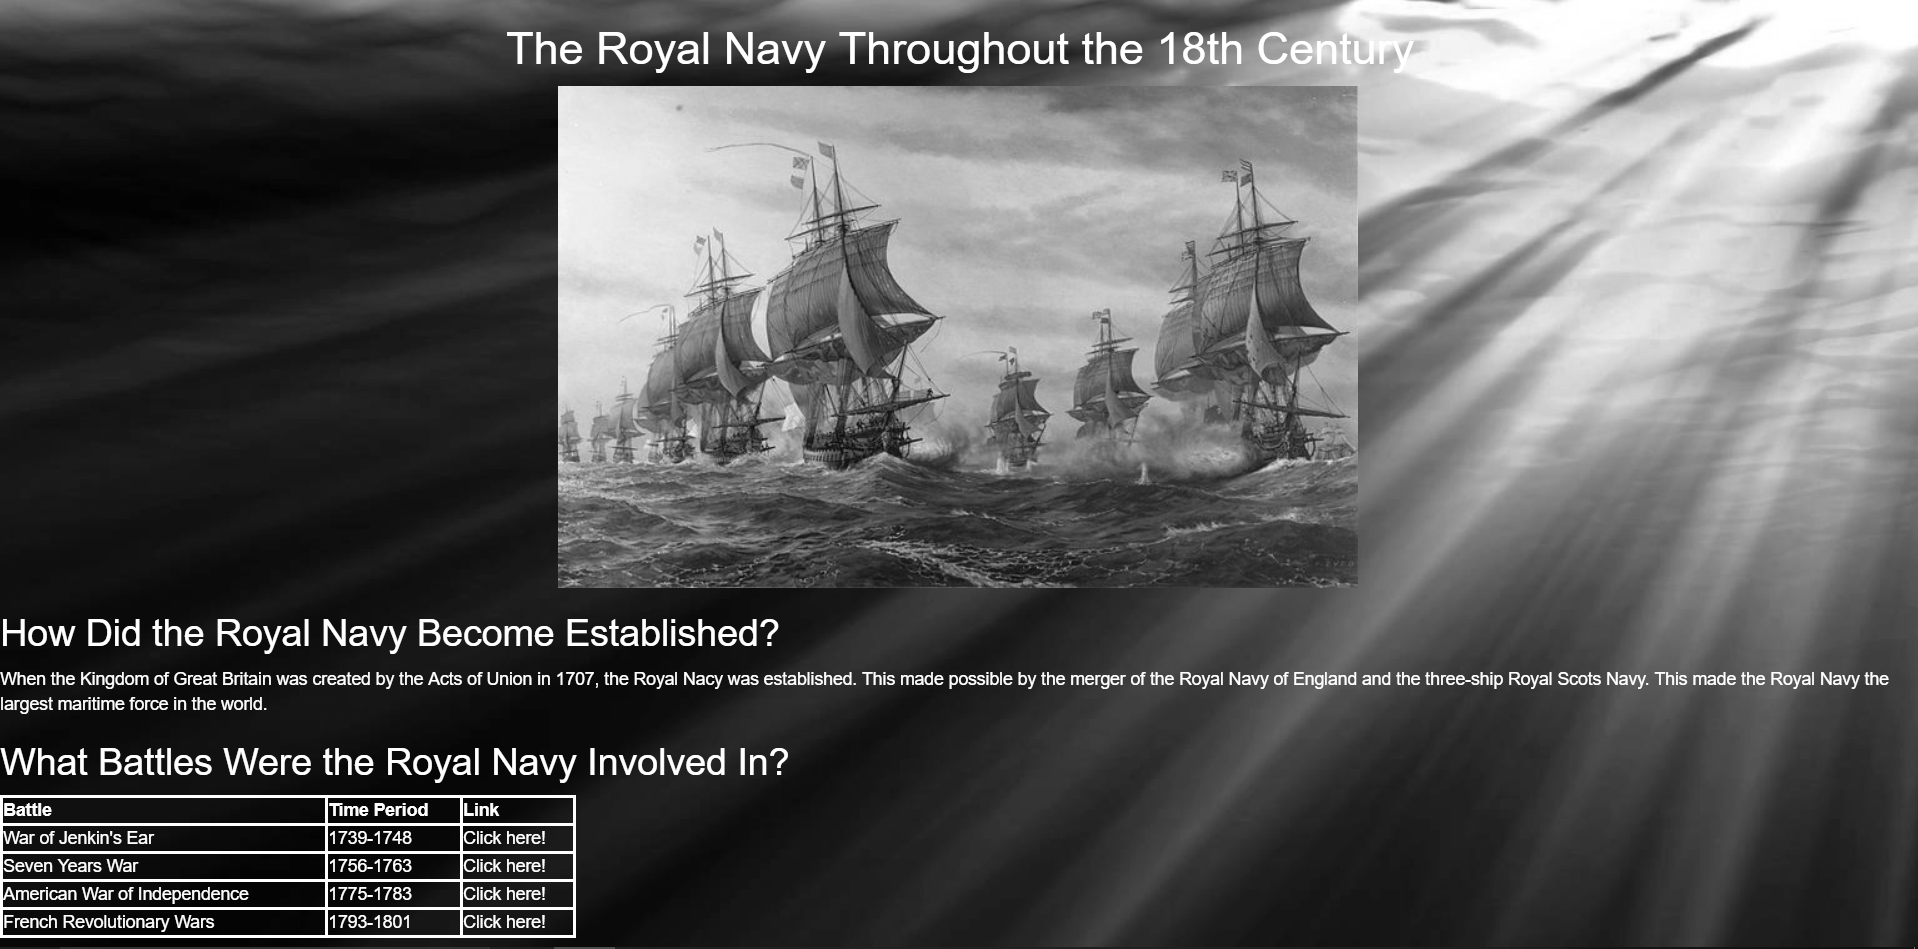 The Royal Navy Throughout the 18th Century
How Did the Royal Navy Become Established?
When the Kingdom of Great Britain was created by the Acts of Union in 1707, the Royal Nacy was established. This made possible by the merger of the Royal Navy of England and the three-ship Royal Scots Navy. This made the Royal Navy the
largest maritime force in the world.
What Battles Were the Royal Navy Involved In?
Battle Time Period Link
War of Jenkin's Ear 1739-1748 Click here!
Seven Years War 1756-1763 Click here!
American War of Independence 1775-1783 Click here!
French Revolutionary Wars 1793-1801 Click here!